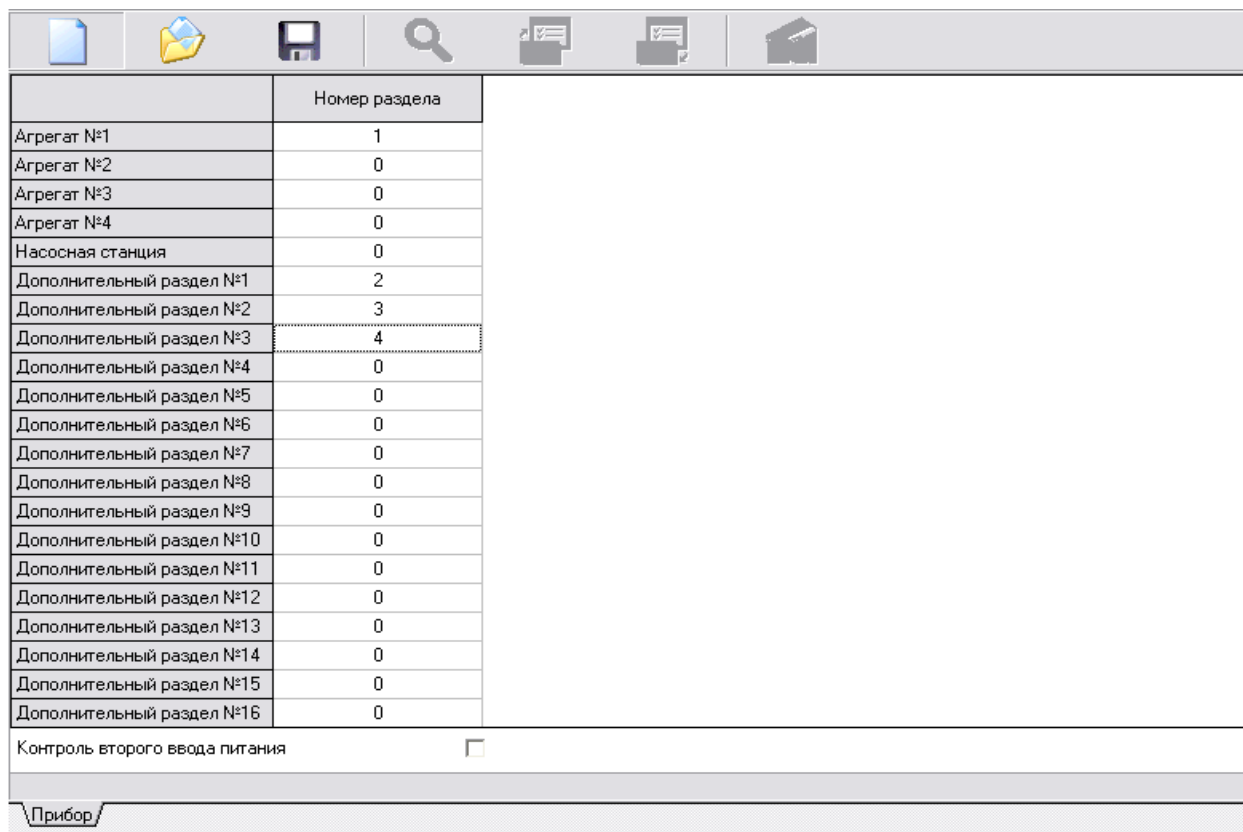 Номер раздела
Агрегат №1 1
Агрегат №2 0
Агрегат №3 0
Агрегат №4 0
Насосная станция 0
Дополнительный раздел №1 2
Дополнительный раздел №2 3
Дополнительный раздел №3 4
Дополнительный раздел №4 0
Дополнительный раздел №5 0
Дополнительный раздел №6 0
Дополнительный раздел №7 0
Дополнительный раздел №8 0
Дополнительный раздел №9 0
Дополнительный раздел №10 0
Дополнительный раздел №11 0
Дополнительный раздел №12 0
Дополнительный раздел №13 0
Дополнительный раздел №14 0
Дополнительный раздел №15 0
Дополнительный раздел №16 0
Контроль второго ввода питания
Прибор